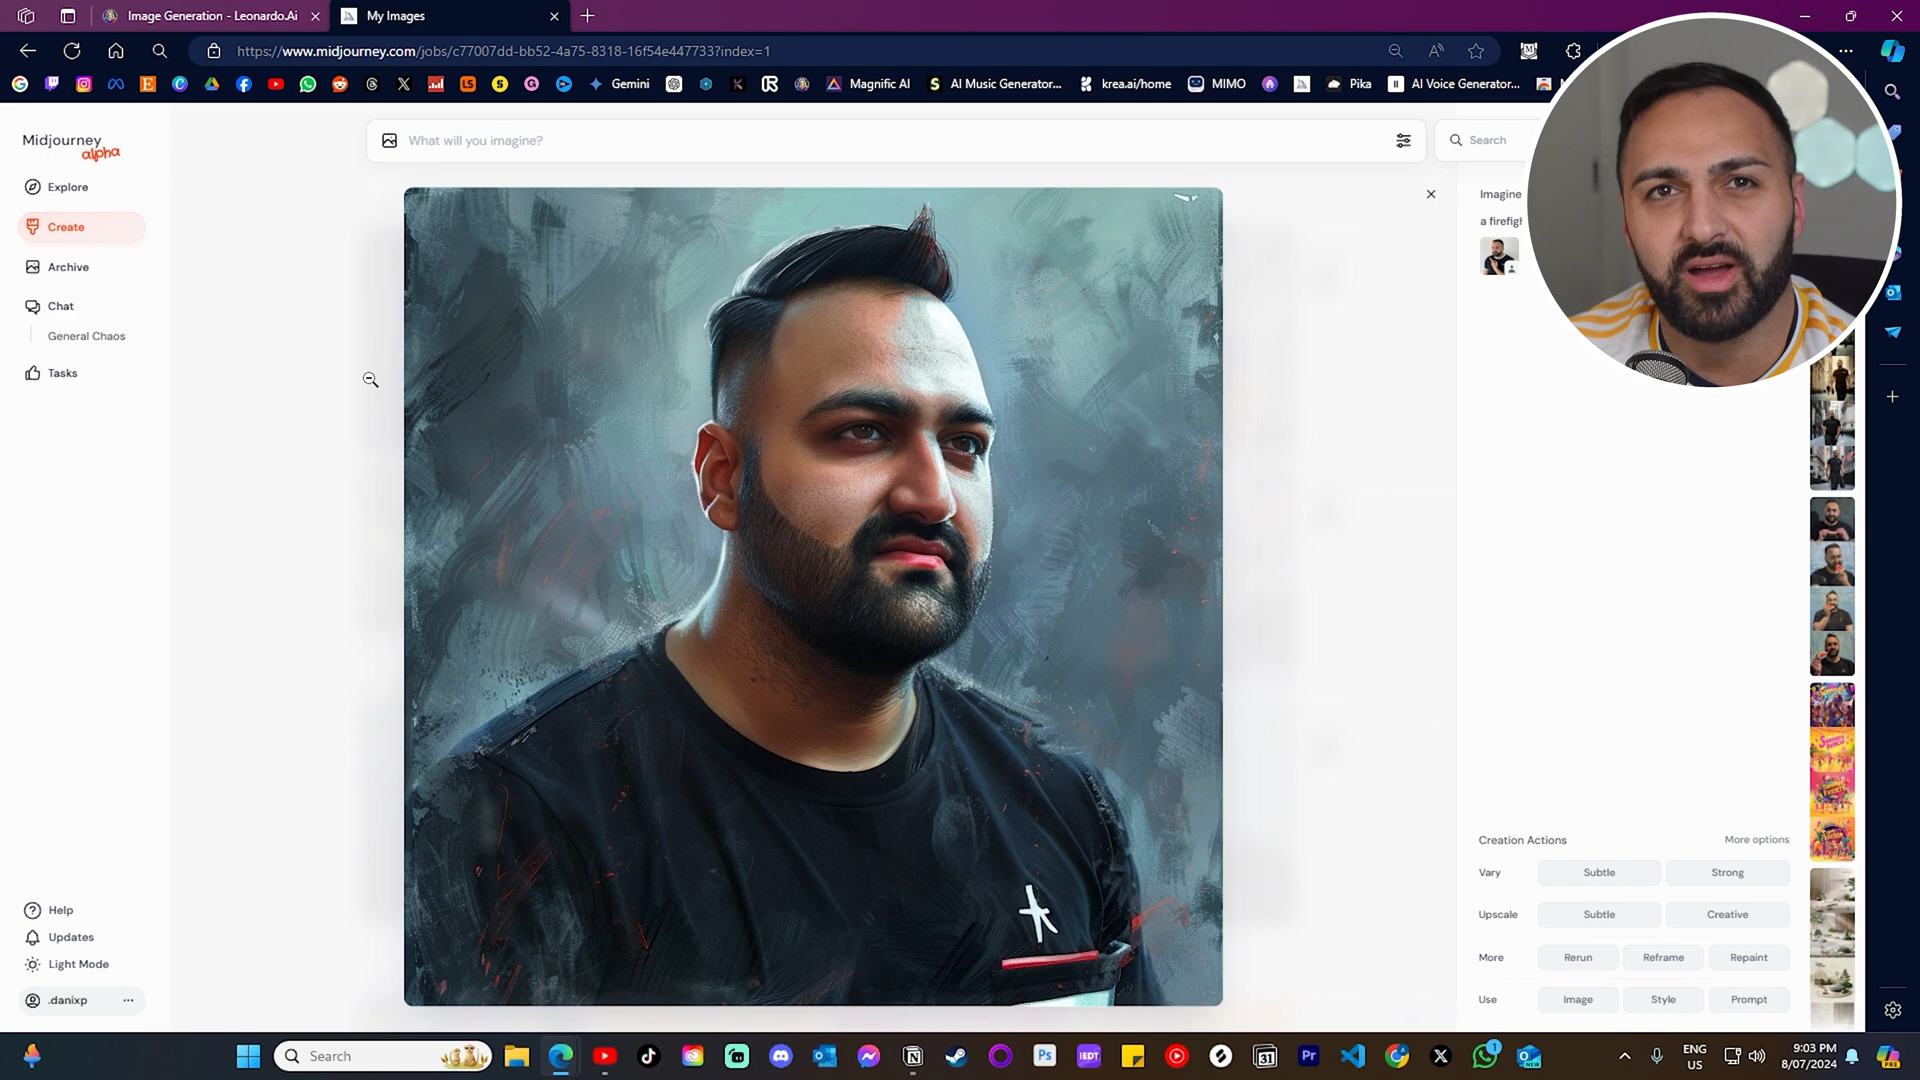 Image Generation - Leonardo.Ai
My Images
https://www.midjourney.com/jobs/c77007dd-bb52-4a75-8318-16f54e447733?index=1
Gemini
Magnific AI
AI Music Generator...
krea.ai/home
MIMO
Pika
AI Voice Generator...
Midjourney
alpha
What will you imagine?
Search
Explore
Create
Archive
Chat
General Chaos
Tasks
Imagine
a firefigh
Creation Actions
More options
Vary
Subtle
Strong
Upscale
Subtle
Creative
More
Rerun
Reframe
Repaint
Use
Image
Style
Prompt
Help
Updates
Light Mode
.danixp
Search
ENG
US
9:03 PM
8/07/2024